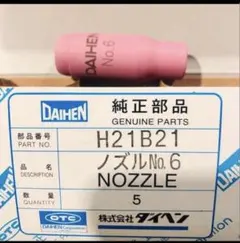 DAIHEN
No.6
DAIHEN
純正部品
GENUINE PARTS
部品番号
PART NO.
H21B21
品名
DESCRIPTION
ノズルNo.6
NOZZLE
数量
QUANTITY
5
OTC
DAIHEN Corporation
株式会社ダイヘン